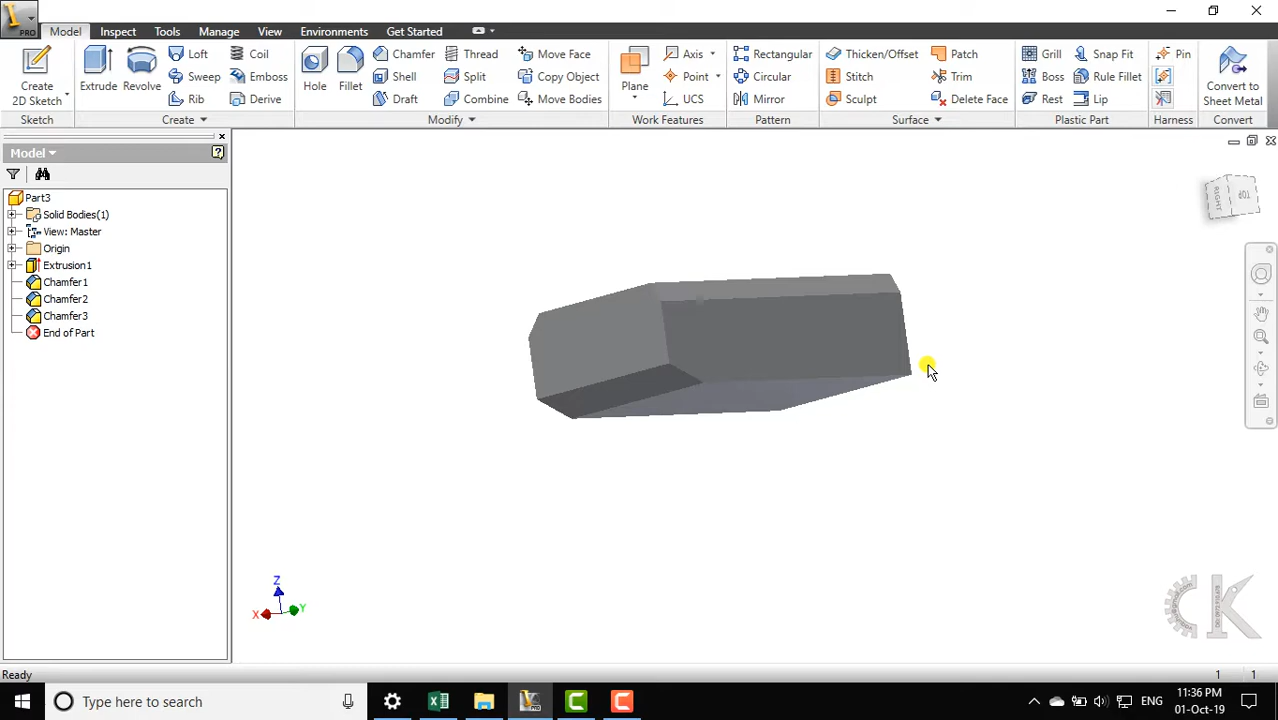 PRO
Model Inspect Tools Manage View Environments Get Started
Create
2D Sketch
Extrude
Revolve
Loft
Sweep
Rib
Coil
Emboss
Derive
Hole
Fillet
Chamfer
Shell
Draft
Thread
Split
Combine
Move Face
Copy Object
Move Bodies
Plane
Axis
Point
UCS
Rectangular
Circular
Mirror
Thicken/Offset
Stitch
Sculpt
Patch
Trim
Delete Face
Grill
Boss
Rest
Snap Fit
Rule Fillet
Lip
Pin
Convert to
Sheet Metal
Sketch Create Modify Work Features Pattern Surface Plastic Part Harness Convert
Model
Part3
Solid Bodies(1)
View: Master
Origin
Extrusion1
Chamfer1
Chamfer2
Chamfer3
End of Part
RIGHT
TOP
Z
X
Y
CK
Ready
1 1
Type here to search
PRO
ENG
11:36 PM
01-Oct-19